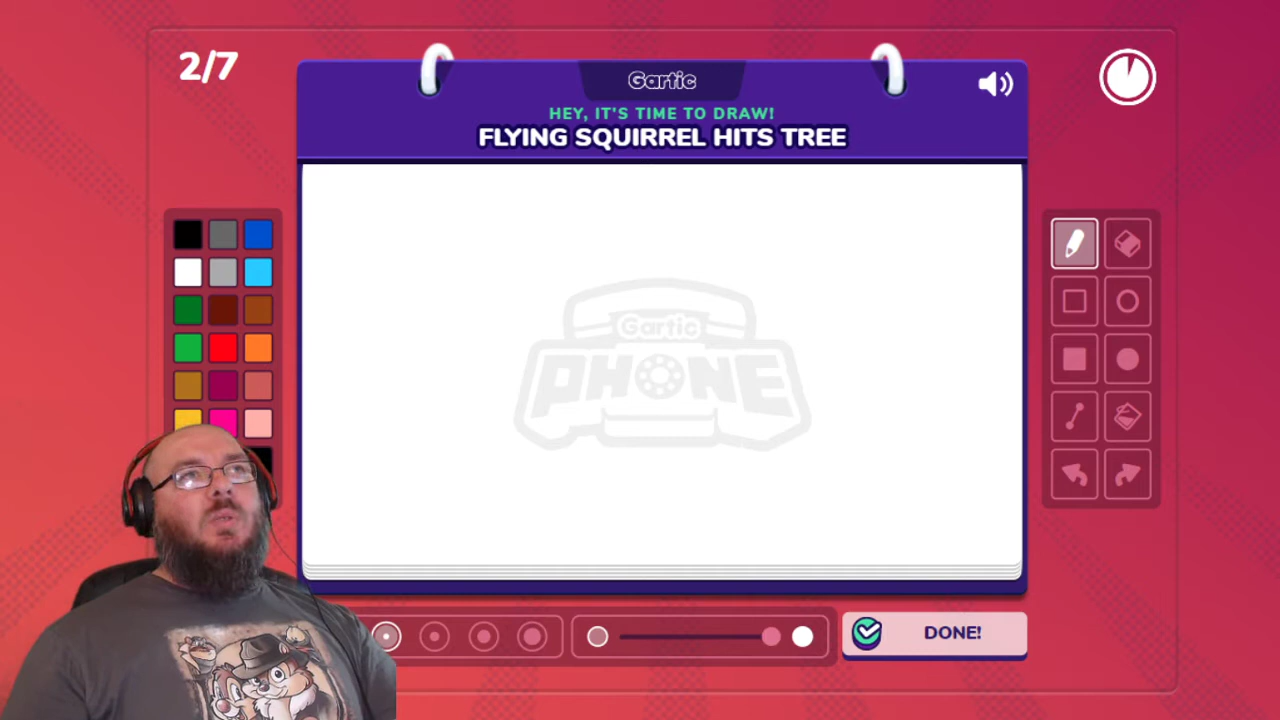 2/7
Gartic
HEY, IT'S TIME TO DRAW!
FLYING SQUIRREL HITS TREE
Gartic
PHONE
DONE!